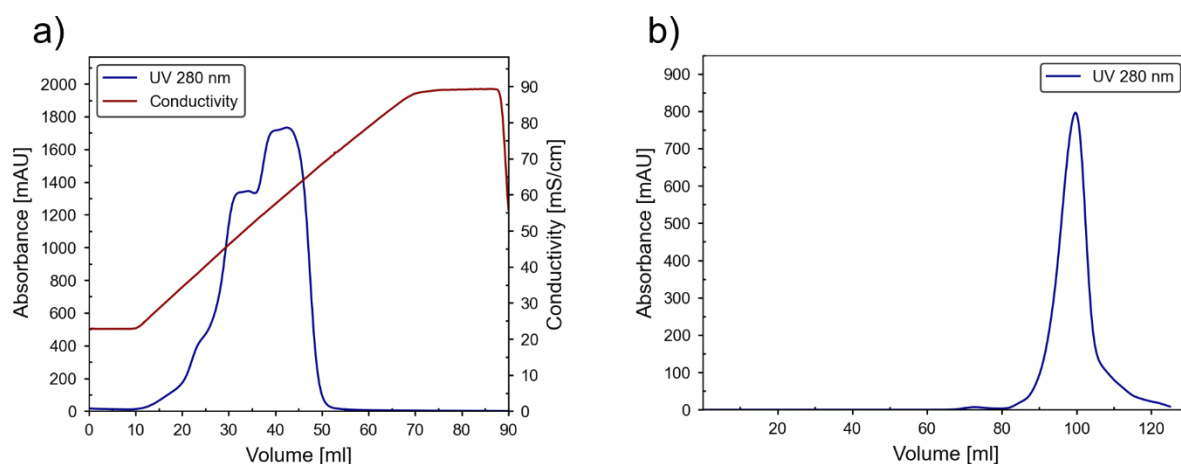 a)
UV 280 nm
Conductivity
Absorbance [mAU]
2000
1800
1600
1400
1200
1000
800
600
400
200
0
Conductivity [mS/cm]
90
80
70
60
50
40
30
20
10
0
0 10 20 30 40 50 60 70 80 90
Volume [ml]
b)
UV 280 nm
Absorbance [mAU]
900
800
700
600
500
400
300
200
100
0
20 40 60 80 100 120
Volume [ml]